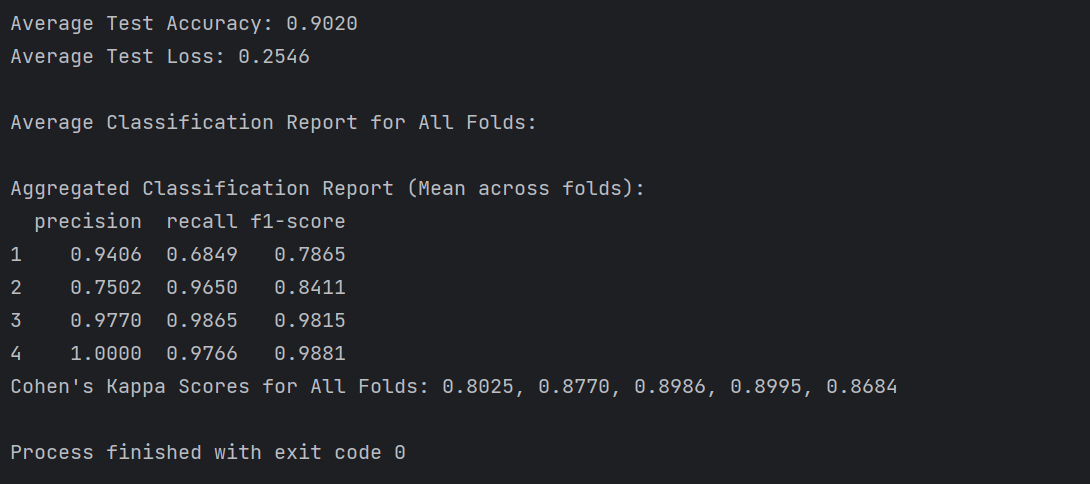 Average Test Accuracy: 0.9020
Average Test Loss: 0.2546
Average Classification Report for All Folds:
Aggregated Classification Report (Mean across folds):
precision recall f1-score
1 0.9406 0.6849 0.7865
2 0.7502 0.9650 0.8411
3 0.9770 0.9865 0.9815
4 1.0000 0.9766 0.9881
Cohen's Kappa Scores for All Folds: 0.8025, 0.8770, 0.8986, 0.8995, 0.8684
Process finished with exit code 0